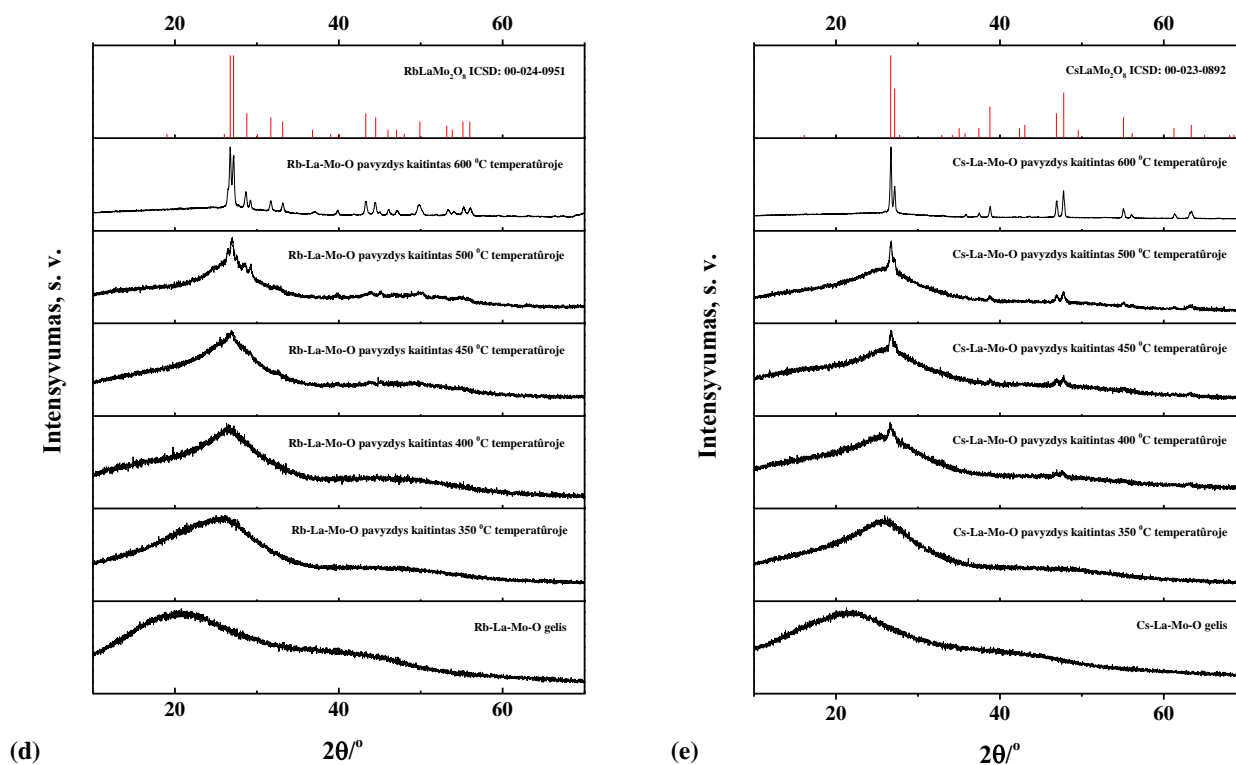 20 40 60
RbLaMo₂O₈ ICSD: 00-024-0951
Rb-La-Mo-O pavyzdys kaitintas 600 ⁰C temperatûroje
Rb-La-Mo-O pavyzdys kaitintas 500 ⁰C temperatûroje
Rb-La-Mo-O pavyzdys kaitintas 450 ⁰C temperatûroje
Rb-La-Mo-O pavyzdys kaitintas 400 ⁰C temperatûroje
Rb-La-Mo-O pavyzdys kaitintas 350 ⁰C temperatûroje
Rb-La-Mo-O gelis
Intensyvumas, s. v.
20 40 60
2θ/°
(d)
20 40 60
CsLaMo₂O₈ ICSD: 00-023-0892
Cs-La-Mo-O pavyzdys kaitintas 600 ⁰C temperatûroje
Cs-La-Mo-O pavyzdys kaitintas 500 ⁰C temperatûroje
Cs-La-Mo-O pavyzdys kaitintas 450 ⁰C temperatûroje
Cs-La-Mo-O pavyzdys kaitintas 400 ⁰C temperatûroje
Cs-La-Mo-O pavyzdys kaitintas 350 ⁰C temperatûroje
Cs-La-Mo-O gelis
Intensyvumas, s. v.
20 40 60
2θ/°
(e)